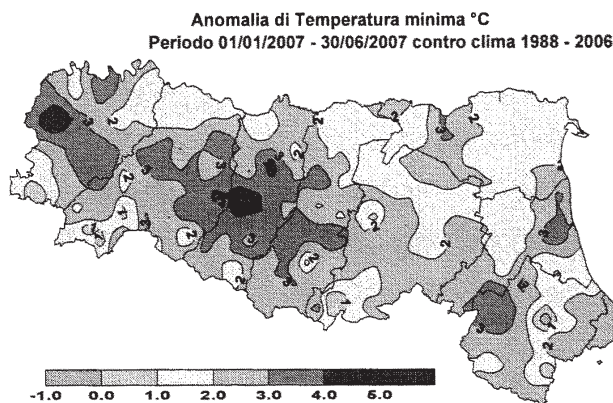 Anomalia di Temperatura minima °C
Periodo 01/01/2007 - 30/06/2007 contro clima 1988 - 2006
-1.0 0.0 1.0 2.0 3.0 4.0 5.0